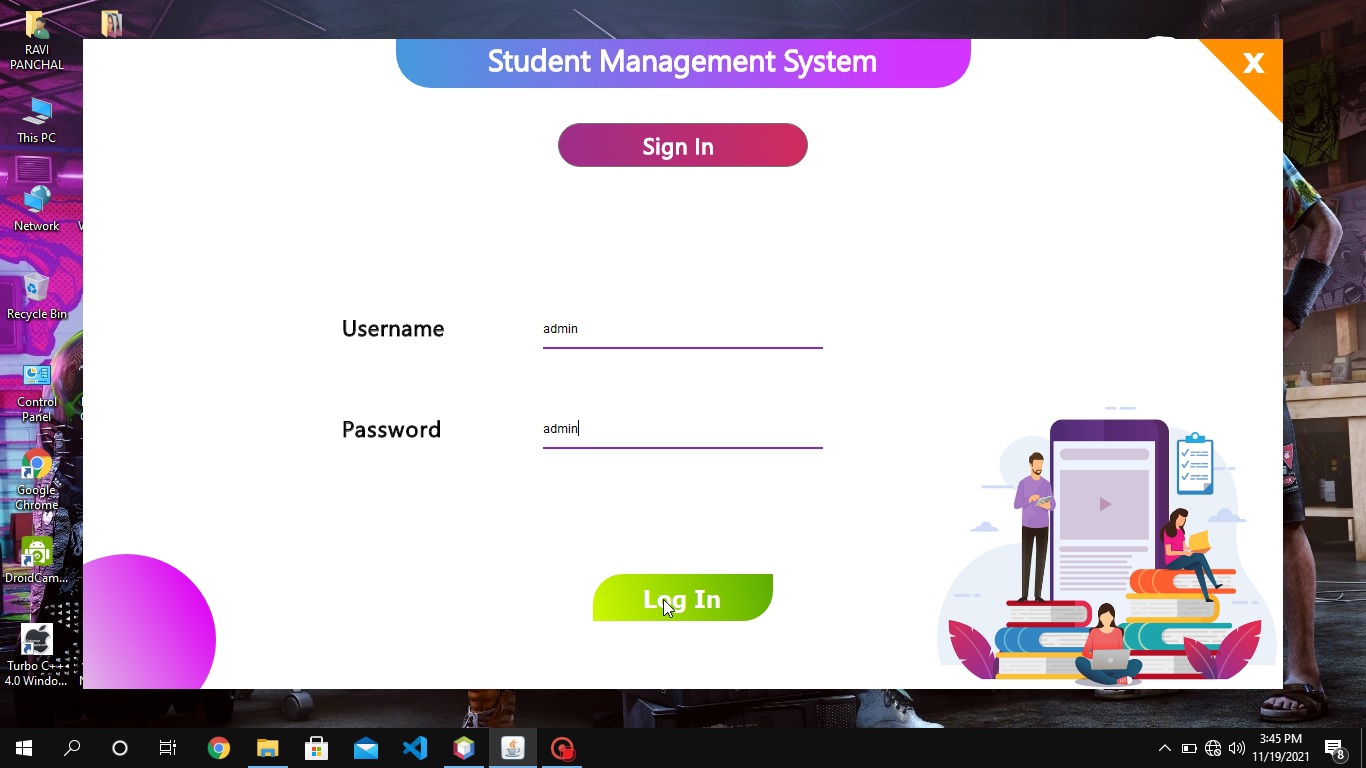 RAVI
PANCHAL
This PC
Network
Recycle Bin
Control
Panel
Google
Chrome
DroidCam...
Turbo C++
4.0 Windo...
Student Management System
X
Sign In
Username
admin
Password
admin
Log In
3:45 PM
11/19/2021
8